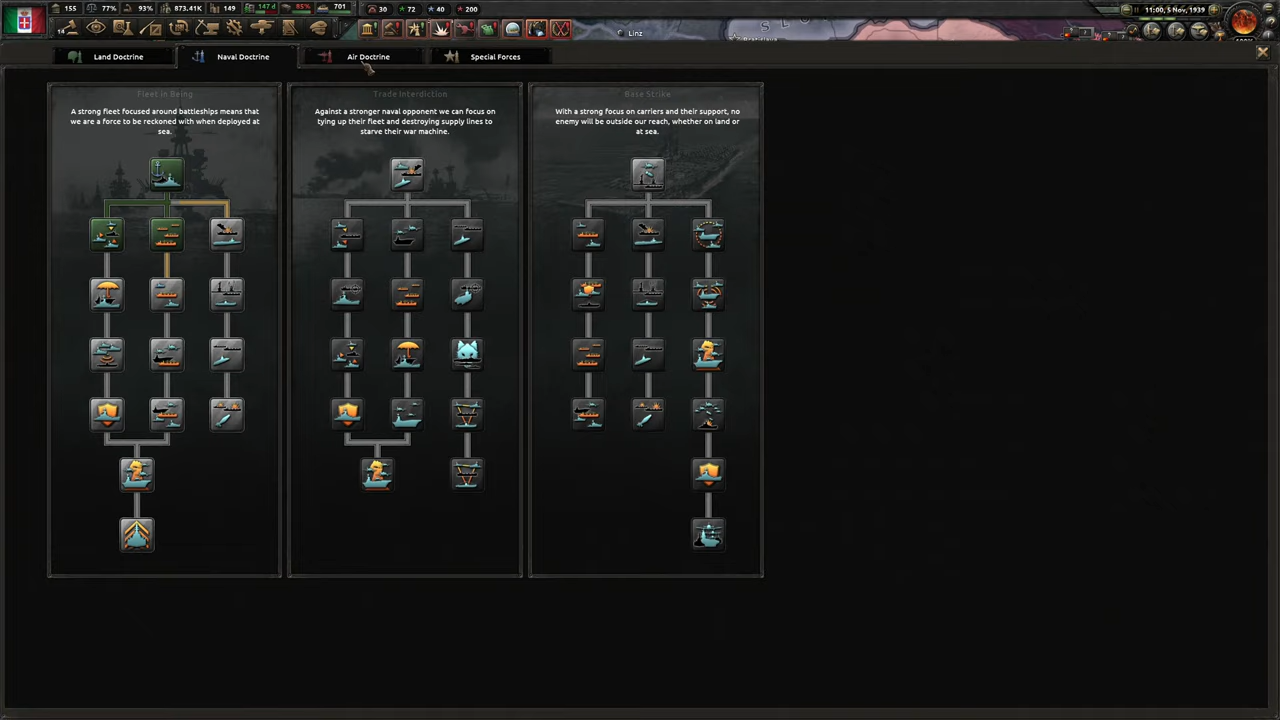 155 77% 93% 873.41K 149 147 d 85% 701 30 72 40 200 11:00, 5 Nov, 1939
14
Linz
Land Doctrine Naval Doctrine Air Doctrine Special Forces
Fleet in Being Trade Interdiction Base Strike
A strong fleet focused around battleships means that
we are a force to be reckoned with when deployed at
sea.
Against a stronger naval opponent we can focus on
tying up their fleet and destroying supply lines to
starve their war machine.
With a strong focus on carriers and their support, no
enemy will be outside our reach, whether on land or
at sea.